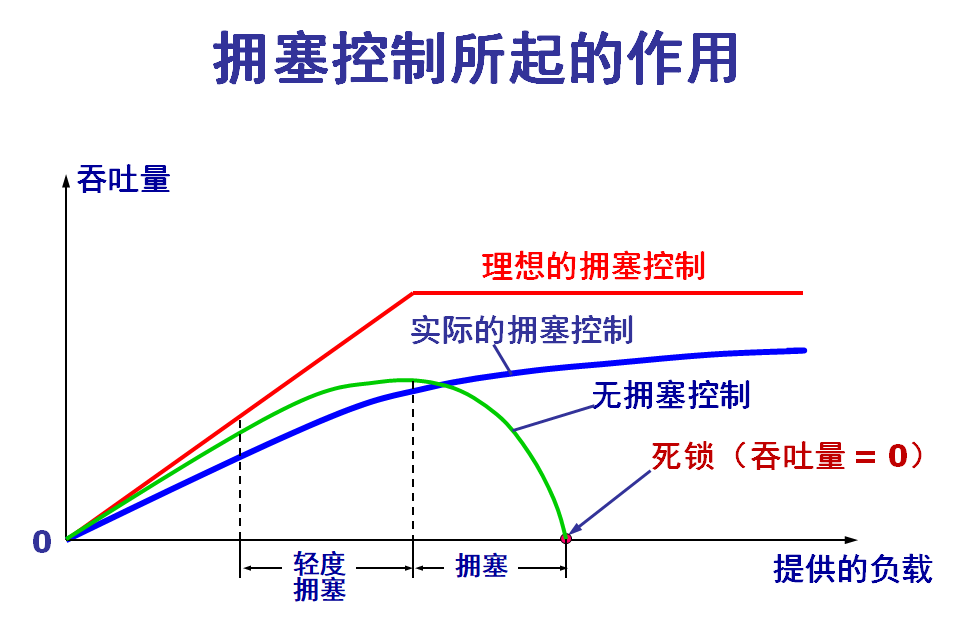 拥塞控制所起的作用
吞吐量
理想的拥塞控制
实际的拥塞控制
无拥塞控制
死锁（吞吐量 = 0）
0
轻度
拥塞
拥塞
提供的负载